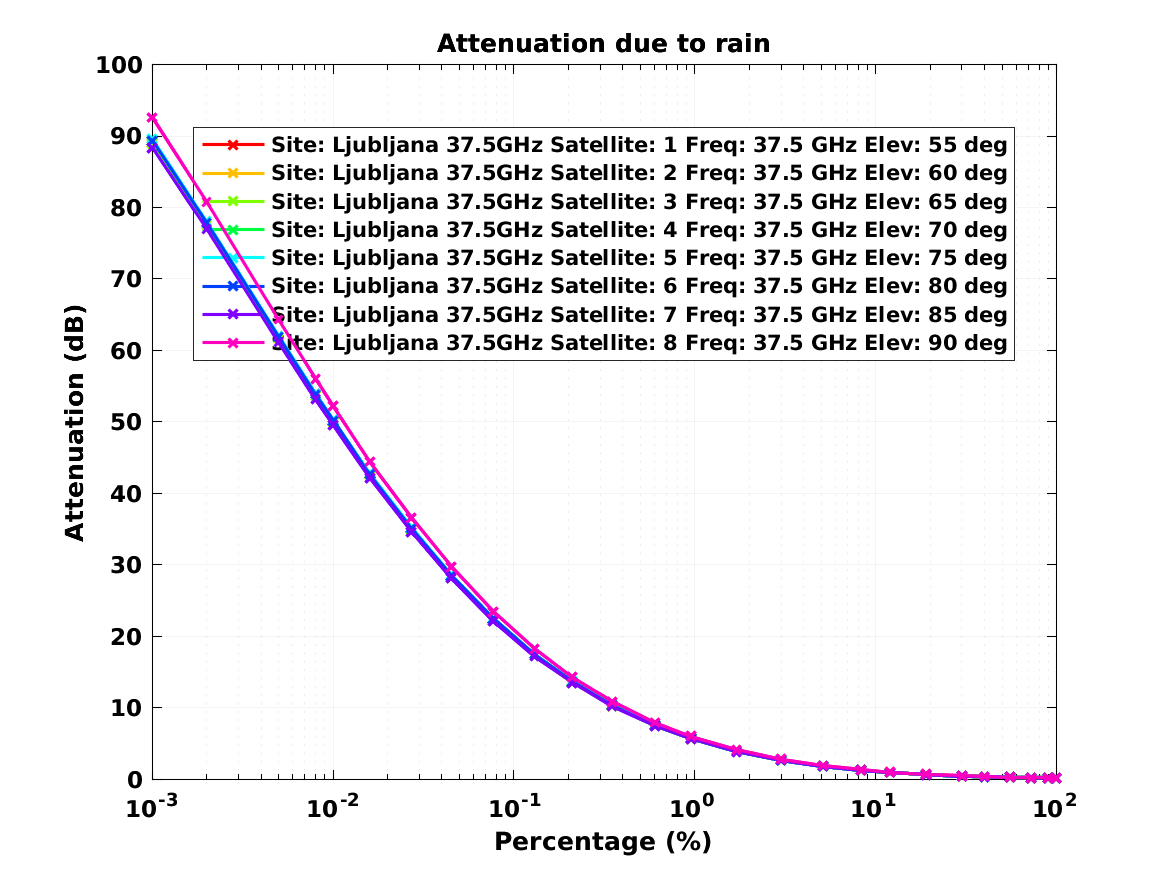 Attenuation due to rain
100
90
80
70
60
50
40
30
20
10
0
Attenuation (dB)
Site: Ljubljana 37.5GHz Satellite: 1 Freq: 37.5 GHz Elev: 55 deg
Site: Ljubljana 37.5GHz Satellite: 2 Freq: 37.5 GHz Elev: 60 deg
Site: Ljubljana 37.5GHz Satellite: 3 Freq: 37.5 GHz Elev: 65 deg
Site: Ljubljana 37.5GHz Satellite: 4 Freq: 37.5 GHz Elev: 70 deg
Site: Ljubljana 37.5GHz Satellite: 5 Freq: 37.5 GHz Elev: 75 deg
Site: Ljubljana 37.5GHz Satellite: 6 Freq: 37.5 GHz Elev: 80 deg
Site: Ljubljana 37.5GHz Satellite: 7 Freq: 37.5 GHz Elev: 85 deg
Site: Ljubljana 37.5GHz Satellite: 8 Freq: 37.5 GHz Elev: 90 deg
10⁻³ 10⁻² 10⁻¹ 10⁰ 10¹ 10²
Percentage (%)